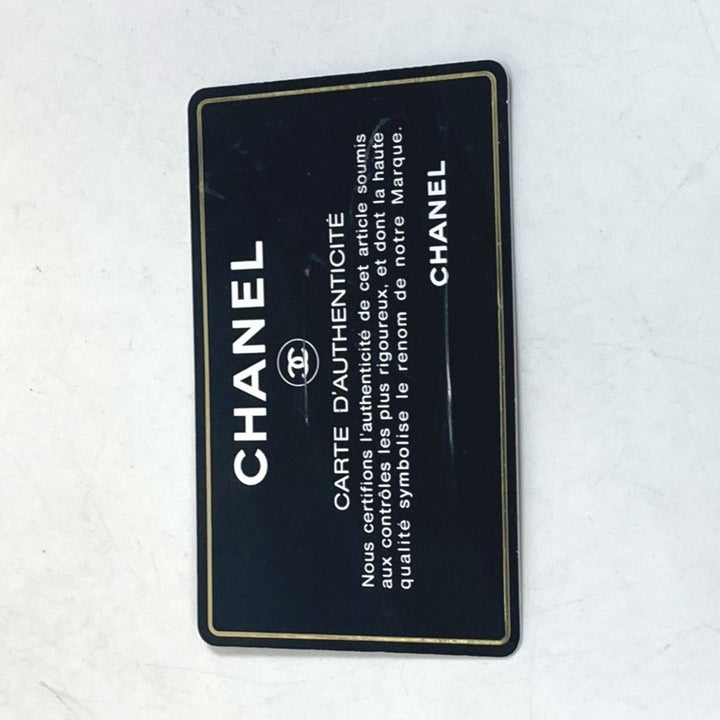 CHANEL
CARTE D'AUTHENTICITÉ
Nous certifions l'authenticité de cet article soumis
aux contrôles les plus rigoureux, et dont la haute
qualité symbolise le renom de notre Marque.
CHANEL